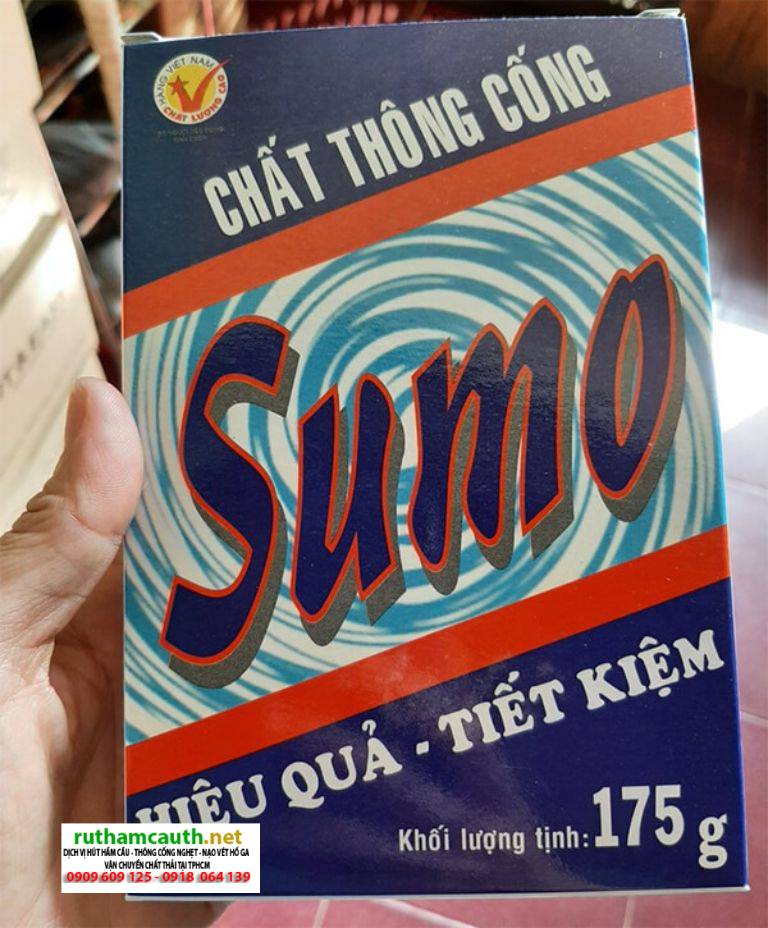 HÀNG VIỆT NAM
CHẤT LƯỢNG CAO
CHẤT THÔNG CỐNG
Sumo
HIỆU QUẢ - TIẾT KIỆM
Khối lượng tịnh: 175 g
ruthamcauth.net
DỊCH VỊ HÚT HẦM CẦU - THÔNG CỐNG NGHẸT - NẠO VÉT HỐ GA
VẬN CHUYỂN CHẤT THẢI TẠI TPHCM
0909 609 125 - 0918 064 139